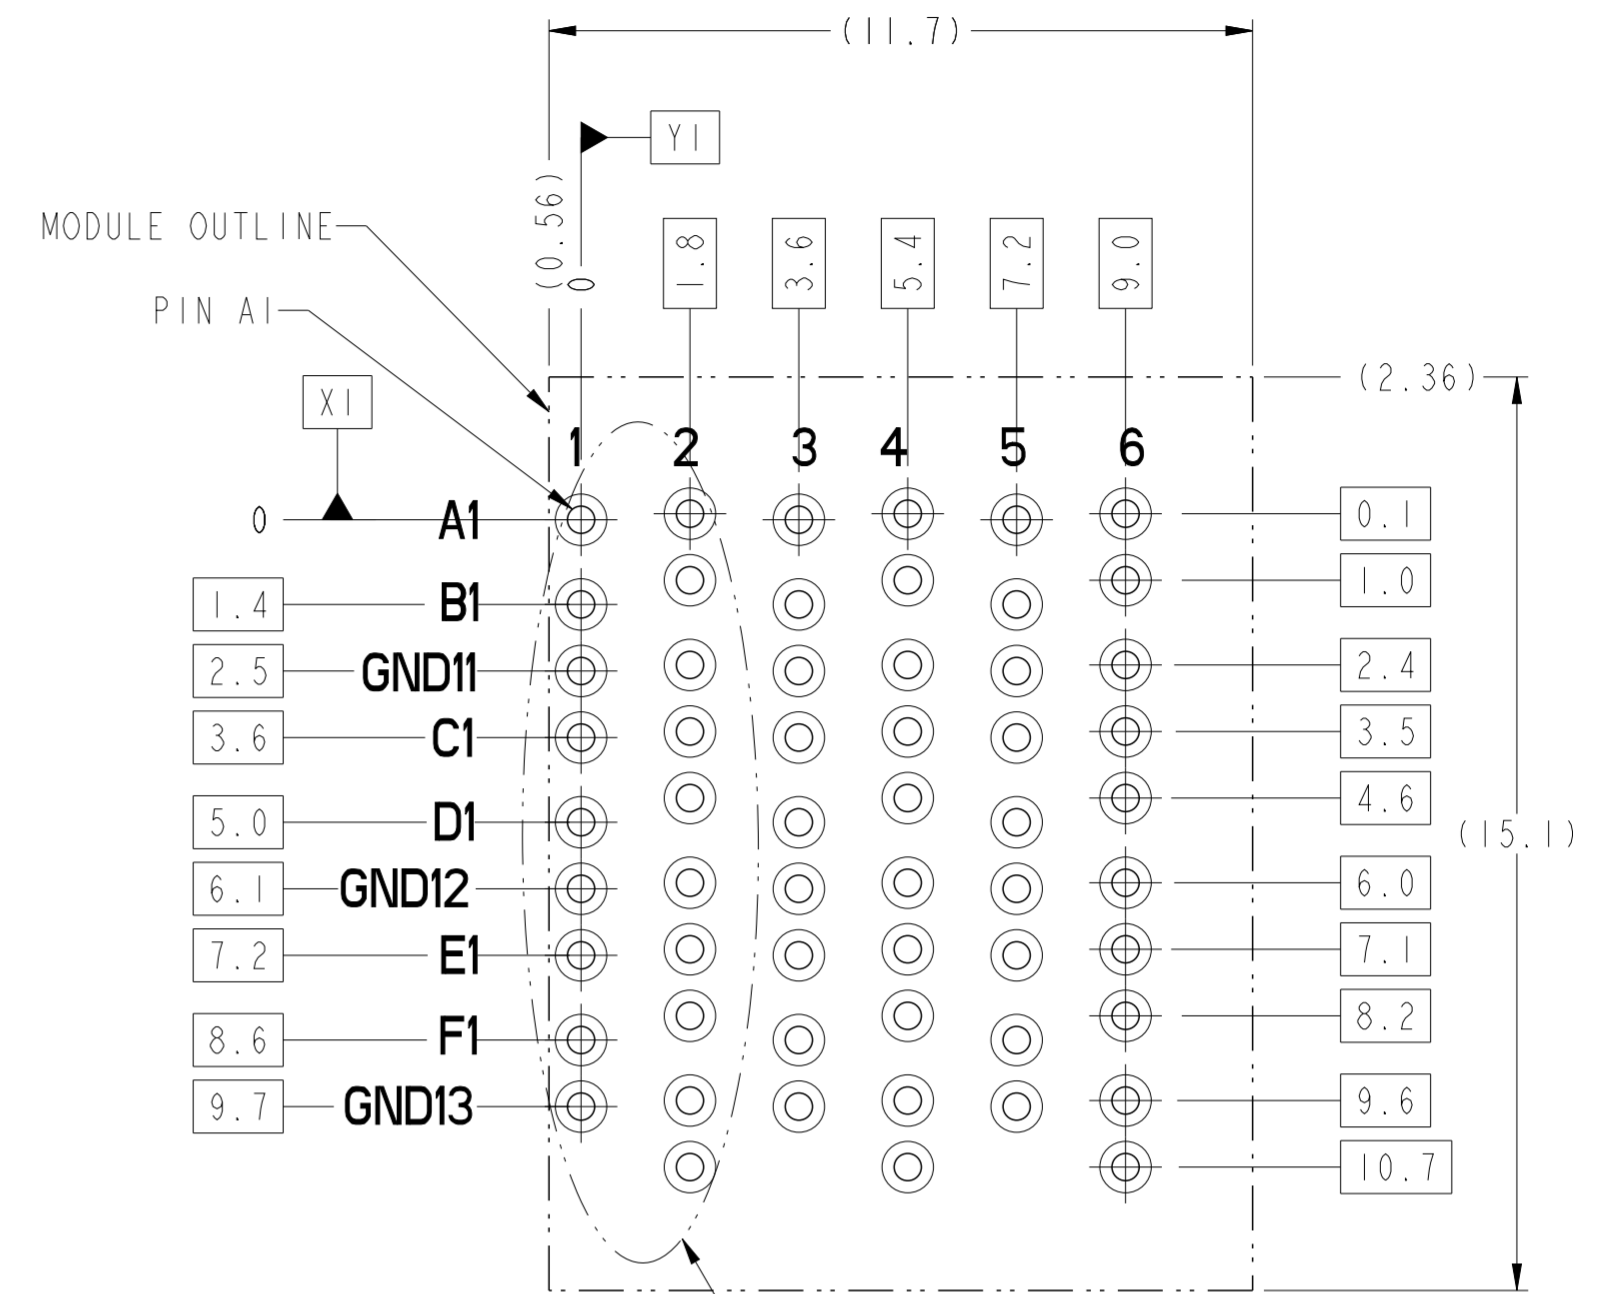 (11.7)
Y1
(0.56)
0
1.8
3.6
5.4
7.2
9.0
MODULE OUTLINE
PIN A1
X1
(2.36)
1 2 3 4 5 6
0 A1 0.1
1.0
1.4 B1
2.5 GND11 2.4
3.6 C1 3.5
4.6
5.0 D1
(15.1)
6.1 GND12 6.0
7.2 E1 7.1
8.2
8.6 F1
9.7 GND13 9.6
10.7